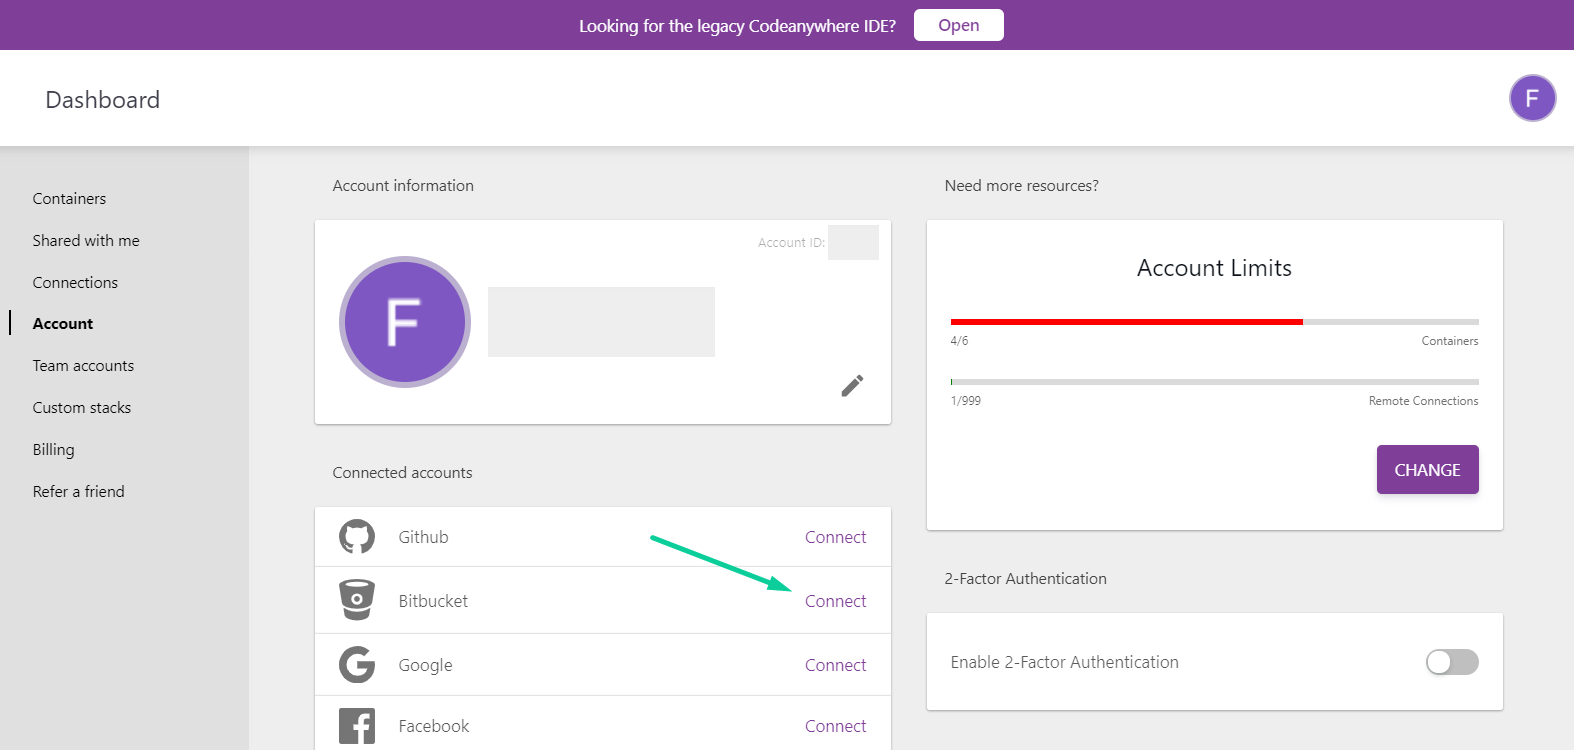 Looking for the legacy Codeanywhere IDE?
Open
Dashboard
F
Containers
Shared with me
Connections
Account
Team accounts
Custom stacks
Billing
Refer a friend
Account information
Account ID:
F
Connected accounts
Github
Connect
Bitbucket
Connect
Google
Connect
Facebook
Connect
Need more resources?
Account Limits
4/6
Containers
1/999
Remote Connections
CHANGE
2-Factor Authentication
Enable 2-Factor Authentication